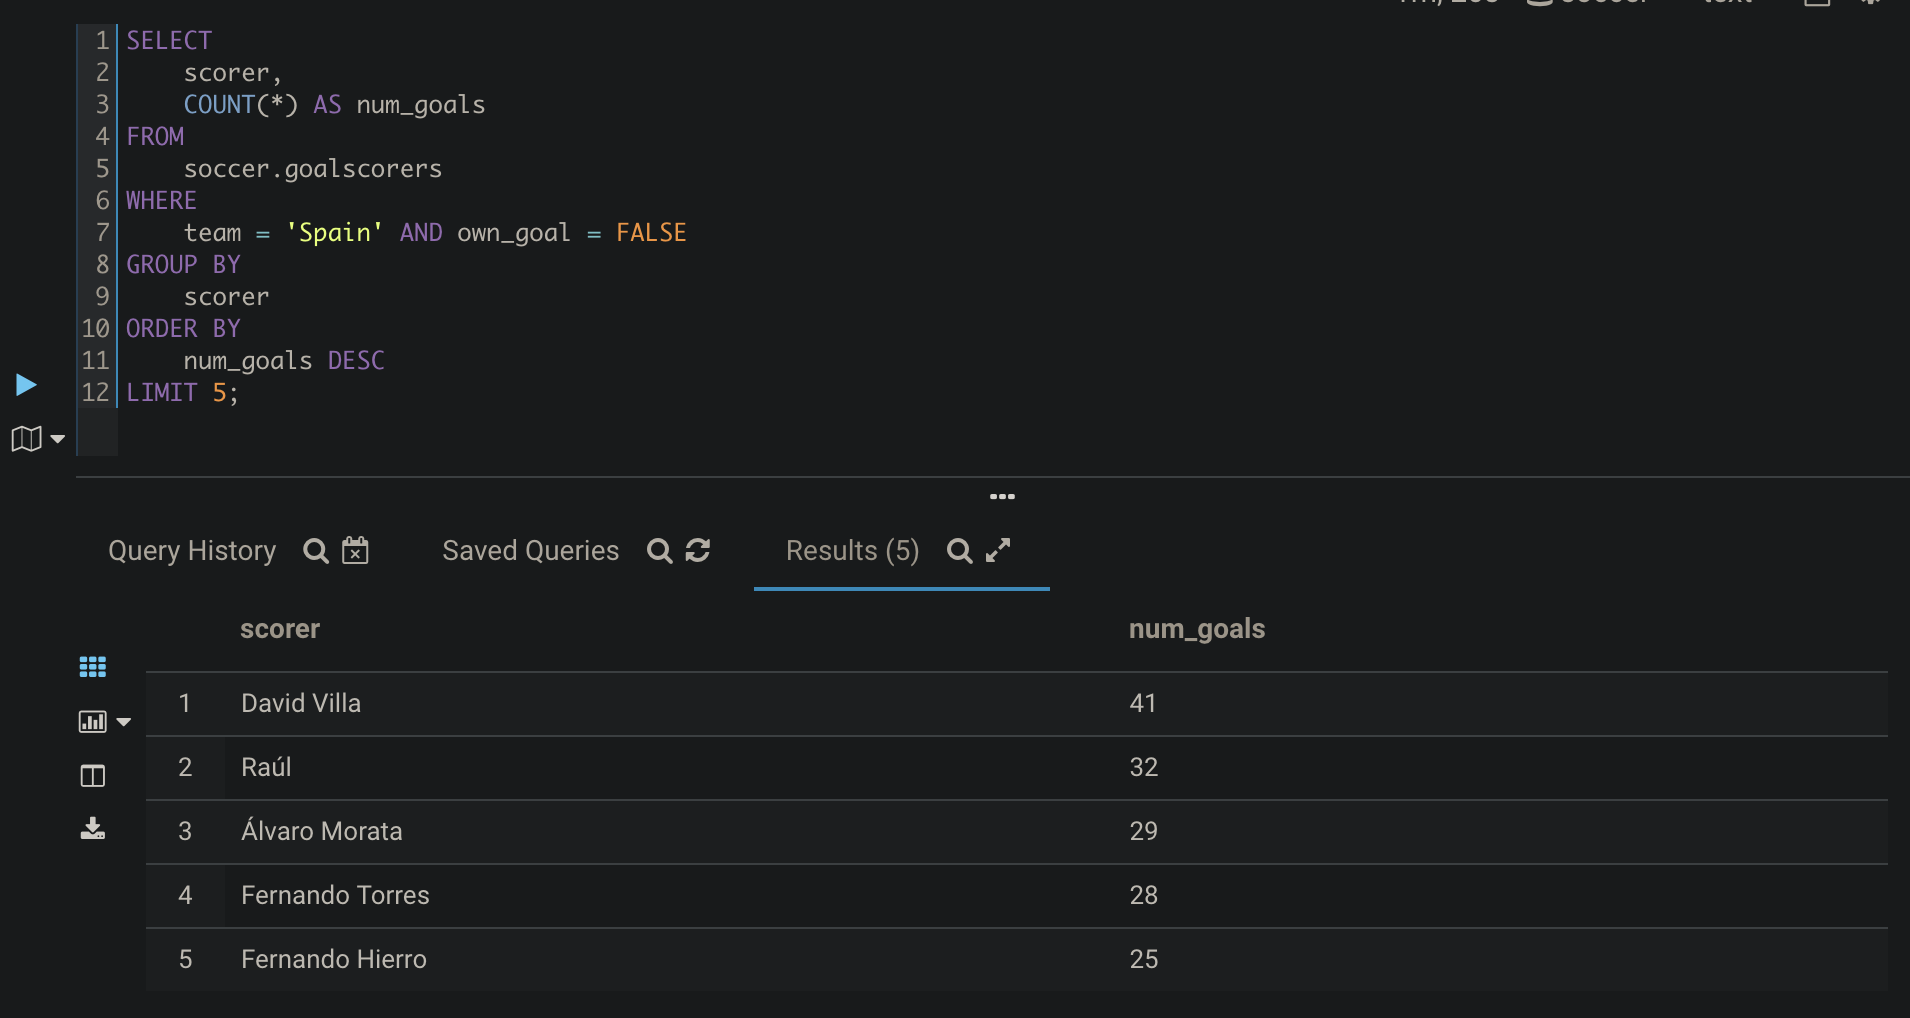 1 SELECT
2 scorer,
3 COUNT(*) AS num_goals
4 FROM
5 soccer.goalscorers
6 WHERE
7 team = 'Spain' AND own_goal = FALSE
8 GROUP BY
9 scorer
10 ORDER BY
11 num_goals DESC
12 LIMIT 5;
Query History Saved Queries Results (5)
scorer num_goals
1 David Villa 41
2 Raúl 32
3 Álvaro Morata 29
4 Fernando Torres 28
5 Fernando Hierro 25